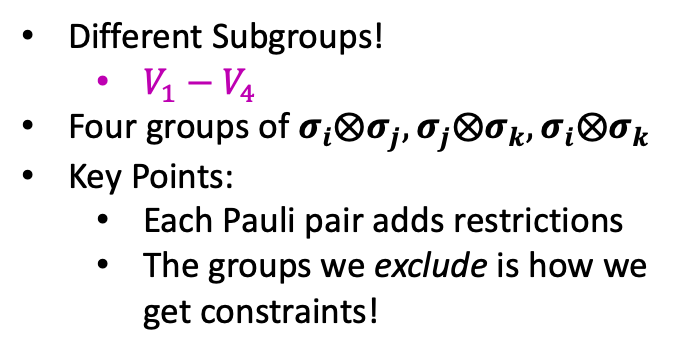 • Different Subgroups!
• V₁ − V₄
• Four groups of σᵢ⊗σⱼ, σⱼ⊗σₖ, σᵢ⊗σₖ
• Key Points:
• Each Pauli pair adds restrictions
• The groups we exclude is how we
get constraints!